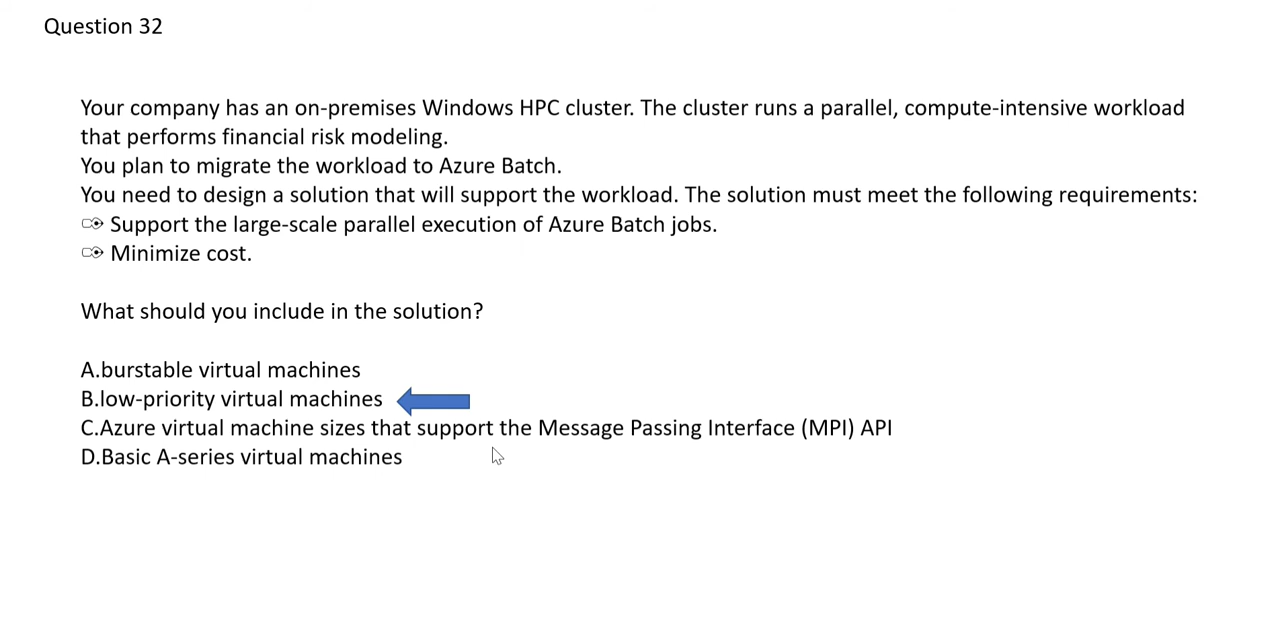 Question 32
Your company has an on-premises Windows HPC cluster. The cluster runs a parallel, compute-intensive workload
that performs financial risk modeling.
You plan to migrate the workload to Azure Batch.
You need to design a solution that will support the workload. The solution must meet the following requirements:
Support the large-scale parallel execution of Azure Batch jobs.
Minimize cost.
What should you include in the solution?
A.burstable virtual machines
B.low-priority virtual machines
C.Azure virtual machine sizes that support the Message Passing Interface (MPI) API
D.Basic A-series virtual machines